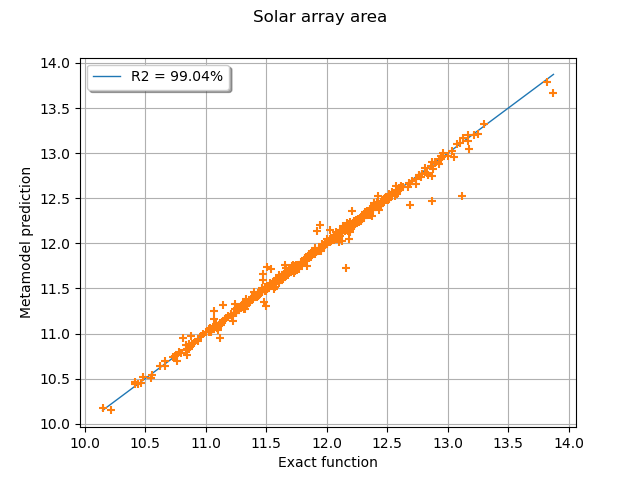 Solar array area
R2 = 99.04%
14.0
13.5
13.0
12.5
12.0
11.5
11.0
10.5
10.0
Metamodel prediction
10.0 10.5 11.0 11.5 12.0 12.5 13.0 13.5 14.0
Exact function